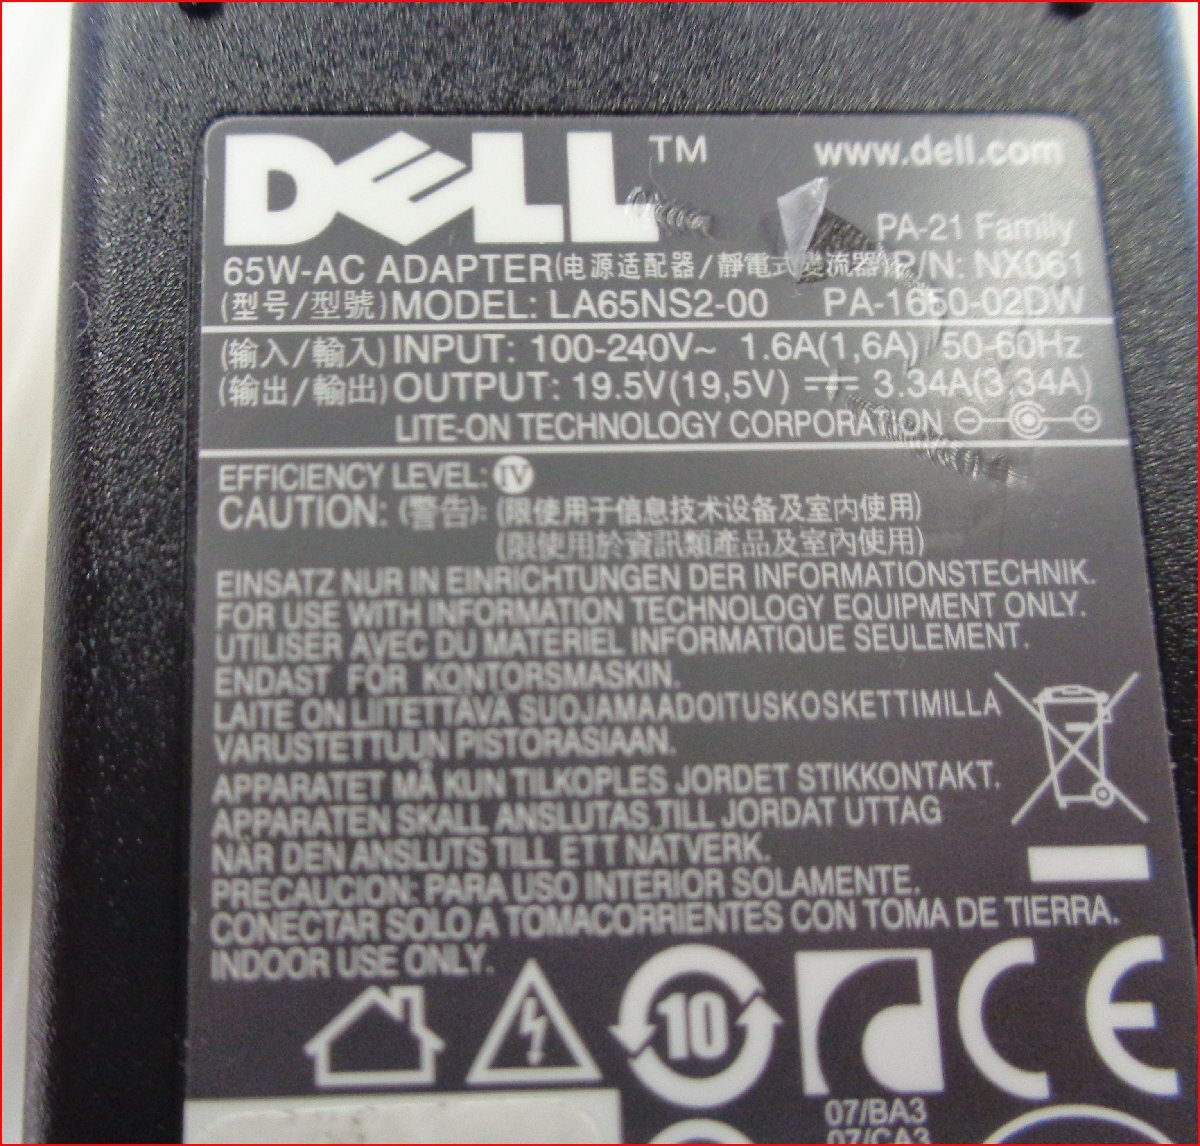 DELL™ www.dell.com
PA-21 Family
65W-AC ADAPTER(电源适配器/靜電式變流器)P/N: NX061
(型号/型號)MODEL: LA65NS2-00 PA-1650-02DW
(输入/輸入)INPUT: 100-240V~ 1.6A(1,6A) 50-60Hz
(输出/輸出)OUTPUT: 19.5V(19,5V) ⎓ 3.34A(3,34A)
LITE-ON TECHNOLOGY CORPORATION
EFFICIENCY LEVEL: IV
CAUTION: (警告): (限使用于信息技术设备及室内使用)
(限使用於資訊類產品及室內使用)
EINSATZ NUR IN EINRICHTUNGEN DER INFORMATIONSTECHNIK.
FOR USE WITH INFORMATION TECHNOLOGY EQUIPMENT ONLY.
UTILISER AVEC DU MATERIEL INFORMATIQUE SEULEMENT.
ENDAST FÖR KONTORSMASKIN.
LAITE ON LIITETTÄVÄ SUOJAMAADOITUSKOSKETTIMILLA
VARUSTETTUUN PISTORASIAAN.
APPARATET MÅ KUN TILKOPLES JORDET STIKKONTAKT.
APPARATEN SKALL ANSLUTAS TILL JORDAT UTTAG
NÄR DEN ANSLUTS TILL ETT NÄTVERK.
PRECAUCION: PARA USO INTERIOR SOLAMENTE.
CONECTAR SOLO A TOMACORRIENTES CON TOMA DE TIERRA.
INDOOR USE ONLY.
10 CE
07/BA3
07/CA3